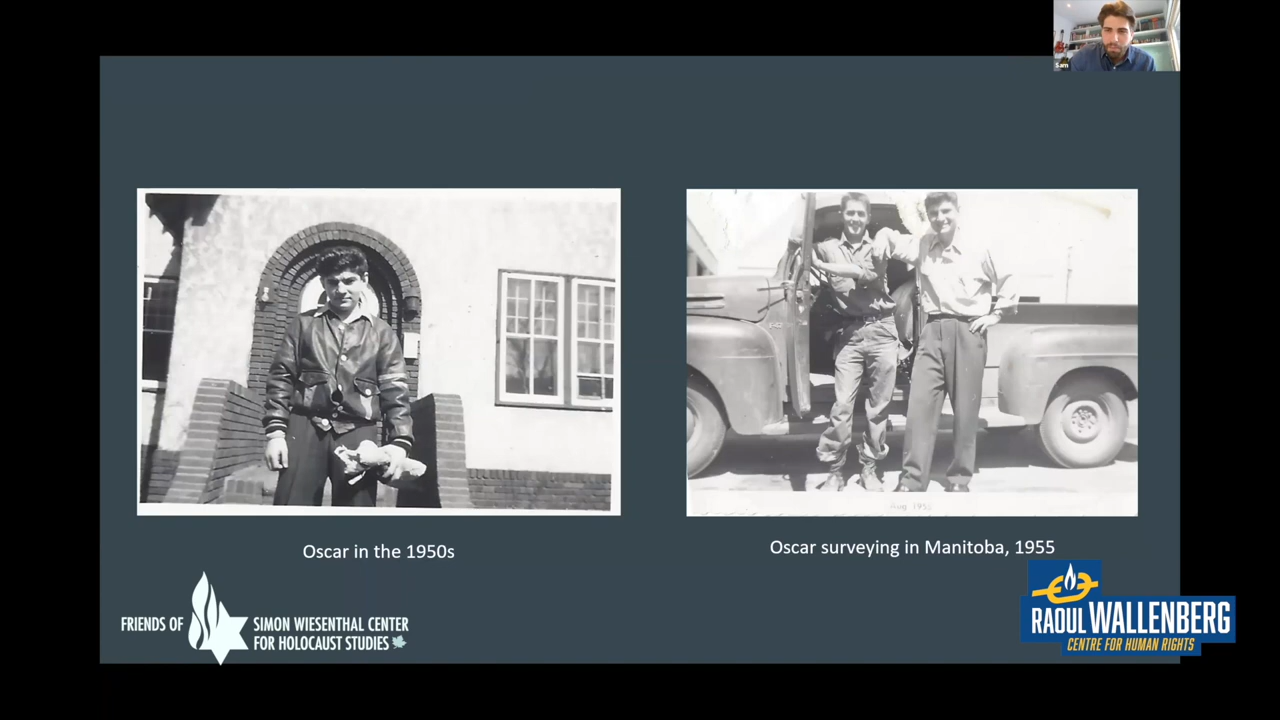 Sam
Oscar in the 1950s
Oscar surveying in Manitoba, 1955
FRIENDS OF
SIMON WIESENTHAL CENTER
FOR HOLOCAUST STUDIES
RAOUL WALLENBERG
CENTRE FOR HUMAN RIGHTS